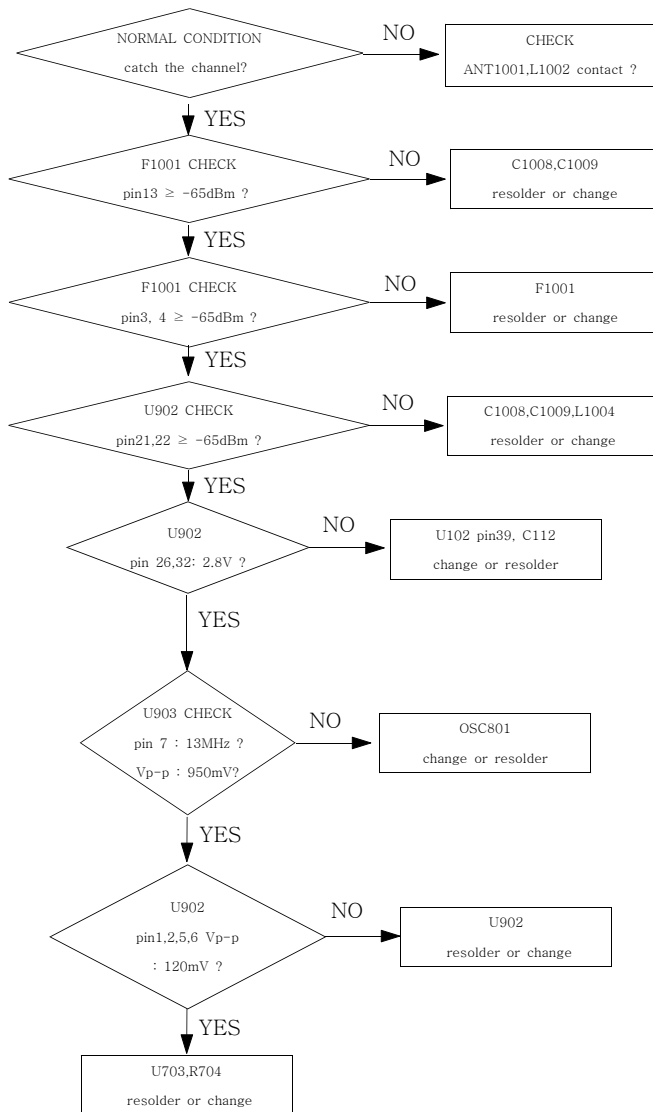 NORMAL CONDITION
catch the channel?
NO
CHECK
ANT1001,L1002 contact ?
YES
F1001 CHECK
pin13 ≥ -65dBm ?
NO
C1008,C1009
resolder or change
YES
F1001 CHECK
pin3, 4 ≥ -65dBm ?
NO
F1001
resolder or change
YES
U902 CHECK
pin21,22 ≥ -65dBm ?
NO
C1008,C1009,L1004
resolder or change
YES
U902
pin 26,32: 2.8V ?
NO
U102 pin39, C112
change or resolder
YES
U903 CHECK
pin 7 : 13MHz ?
Vp-p : 950mV?
NO
OSC801
change or resolder
YES
U902
pin1,2,5,6 Vp-p
: 120mV ?
NO
U902
resolder or change
YES
U703,R704
resolder or change